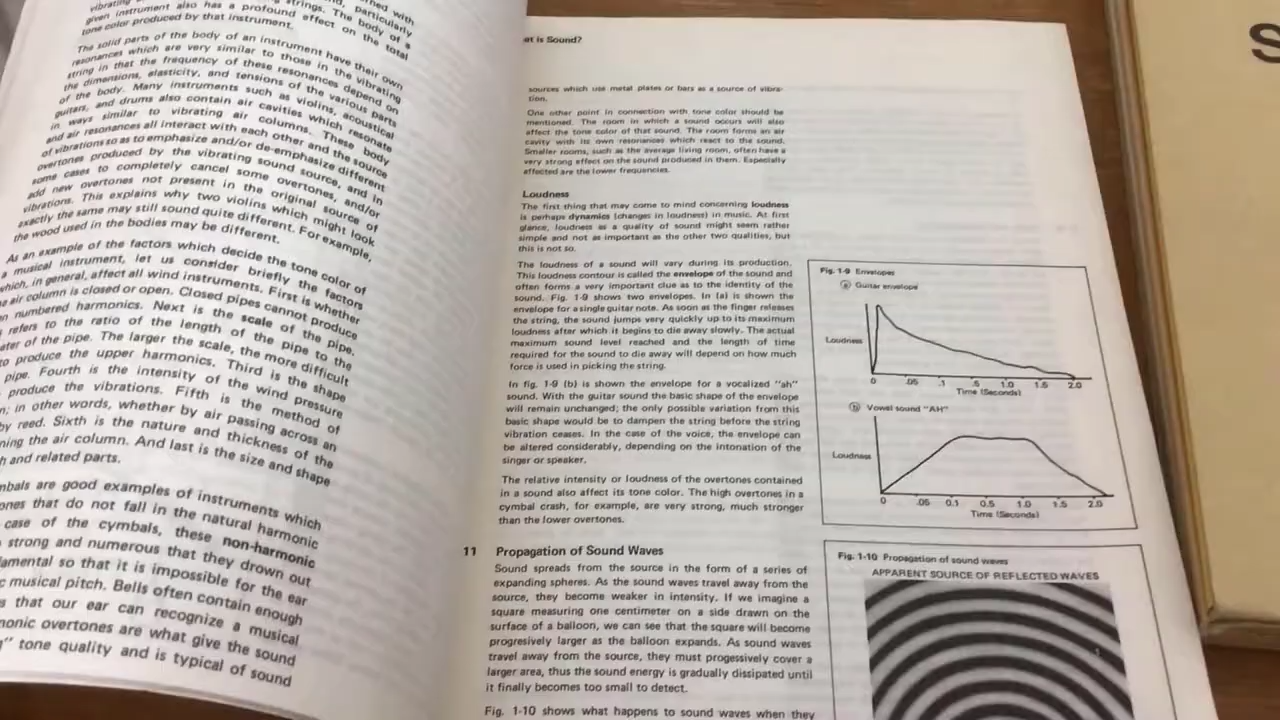 vibrating
strings. The body of a
given instrument also has a profound effect on the total
tone color produced by that instrument.
The solid parts of the body of an instrument have their own
resonances which are very similar to those in the vibrating
string in that the frequency of these resonances depend on
the dimensions, elasticity, and tensions of the various parts
of the body. Many instruments such as violins, acoustical
guitars, and drums also contain air cavities which resonate
in ways similar to vibrating air columns. These body
and air resonances all interact with each other and the source
of vibrations so as to emphasize and/or de-emphasize different
overtones produced by the vibrating sound source, and in
some cases to completely cancel some overtones, and/or
add new overtones not present in the original source of
vibrations. This explains why two violins which might look
exactly the same may still sound quite different. For example,
the wood used in the bodies may be different.
As an example of the factors which decide the tone color of
a musical instrument, let us consider briefly the factors
which, in general, affect all wind instruments. First is whether
air column is closed or open. Closed pipes cannot produce
numbered harmonics. Next is the scale of the pipe.
refers to the ratio of the length of the pipe to the
of the pipe. The larger the scale, the more difficult
to produce the upper harmonics. Third is the shape
pipe. Fourth is the intensity of the wind pressure
produce the vibrations. Fifth is the method of
in other words, whether by air passing across an
by reed. Sixth is the nature and thickness of the
the air column. And last is the size and shape
and related parts.
are good examples of instruments which
that do not fall in the natural harmonic
case of the cymbals, these non-harmonic
strong and numerous that they drown out
so that it is impossible for the ear
musical pitch. Bells often contain enough
that our ear can recognize a musical
overtones are what give the sound
tone quality and is typical of sound
at is Sound?
sources which use metal plates or bars as a source of vibra-
tion.
One other point in connection with tone color should be
mentioned. The room in which a sound occurs will also
affect the tone color of that sound. The room forms an air
cavity with its own resonances which react to the sound.
Smaller rooms, such as the average living room, often have a
very strong effect on the sound produced in them. Especially
affected are the lower frequencies.
Loudness
The first thing that may come to mind concerning loudness
is perhaps dynamics (changes in loudness) in music. At first
glance, loudness as a quality of sound might seem rather
simple and not as important as the other two qualities, but
this is not so.
The loudness of a sound will vary during its production.
This loudness contour is called the envelope of the sound and
often forms a very important clue as to the identity of the
sound. Fig. 1-9 shows two envelopes. In (a) is shown the
envelope for a single guitar note. As soon as the finger releases
the string, the sound jumps very quickly up to its maximum
loudness after which it begins to die away slowly. The actual
maximum sound level reached and the length of time
required for the sound to die away will depend on how much
force is used in picking the string.
In fig. 1-9 (b) is shown the envelope for a vocalized "ah"
sound. With the guitar sound the basic shape of the envelope
will remain unchanged; the only possible variation from this
basic shape would be to dampen the string before the string
vibration ceases. In the case of the voice, the envelope can
be altered considerably, depending on the intonation of the
singer or speaker.
The relative intensity or loudness of the overtones contained
in a sound also affect its tone color. The high overtones in a
cymbal crash, for example, are very strong, much stronger
than the lower overtones.
11 Propagation of Sound Waves
Sound spreads from the source in the form of a series of
expanding spheres. As the sound waves travel away from the
source, they become weaker in intensity. If we imagine a
square measuring one centimeter on a side drawn on the
surface of a balloon, we can see that the square will become
progresively larger as the balloon expands. As sound waves
travel away from the source, they must progessively cover a
larger area, thus the sound energy is gradually dissipated until
it finally becomes too small to detect.
Fig. 1-10 shows what happens to sound waves when they
Fig. 1-9 Envelopes
a Guitar envelope
Loudness
0 .05 .1 .5 1.0 1.5 2.0
Time (Seconds)
b Vowel sound "AH"
Loudness
0 .05 0.1 0.5 1.0 1.5 2.0
Time (Seconds)
Fig. 1-10 Propagation of sound waves
APPARENT SOURCE OF REFLECTED WAVES
S